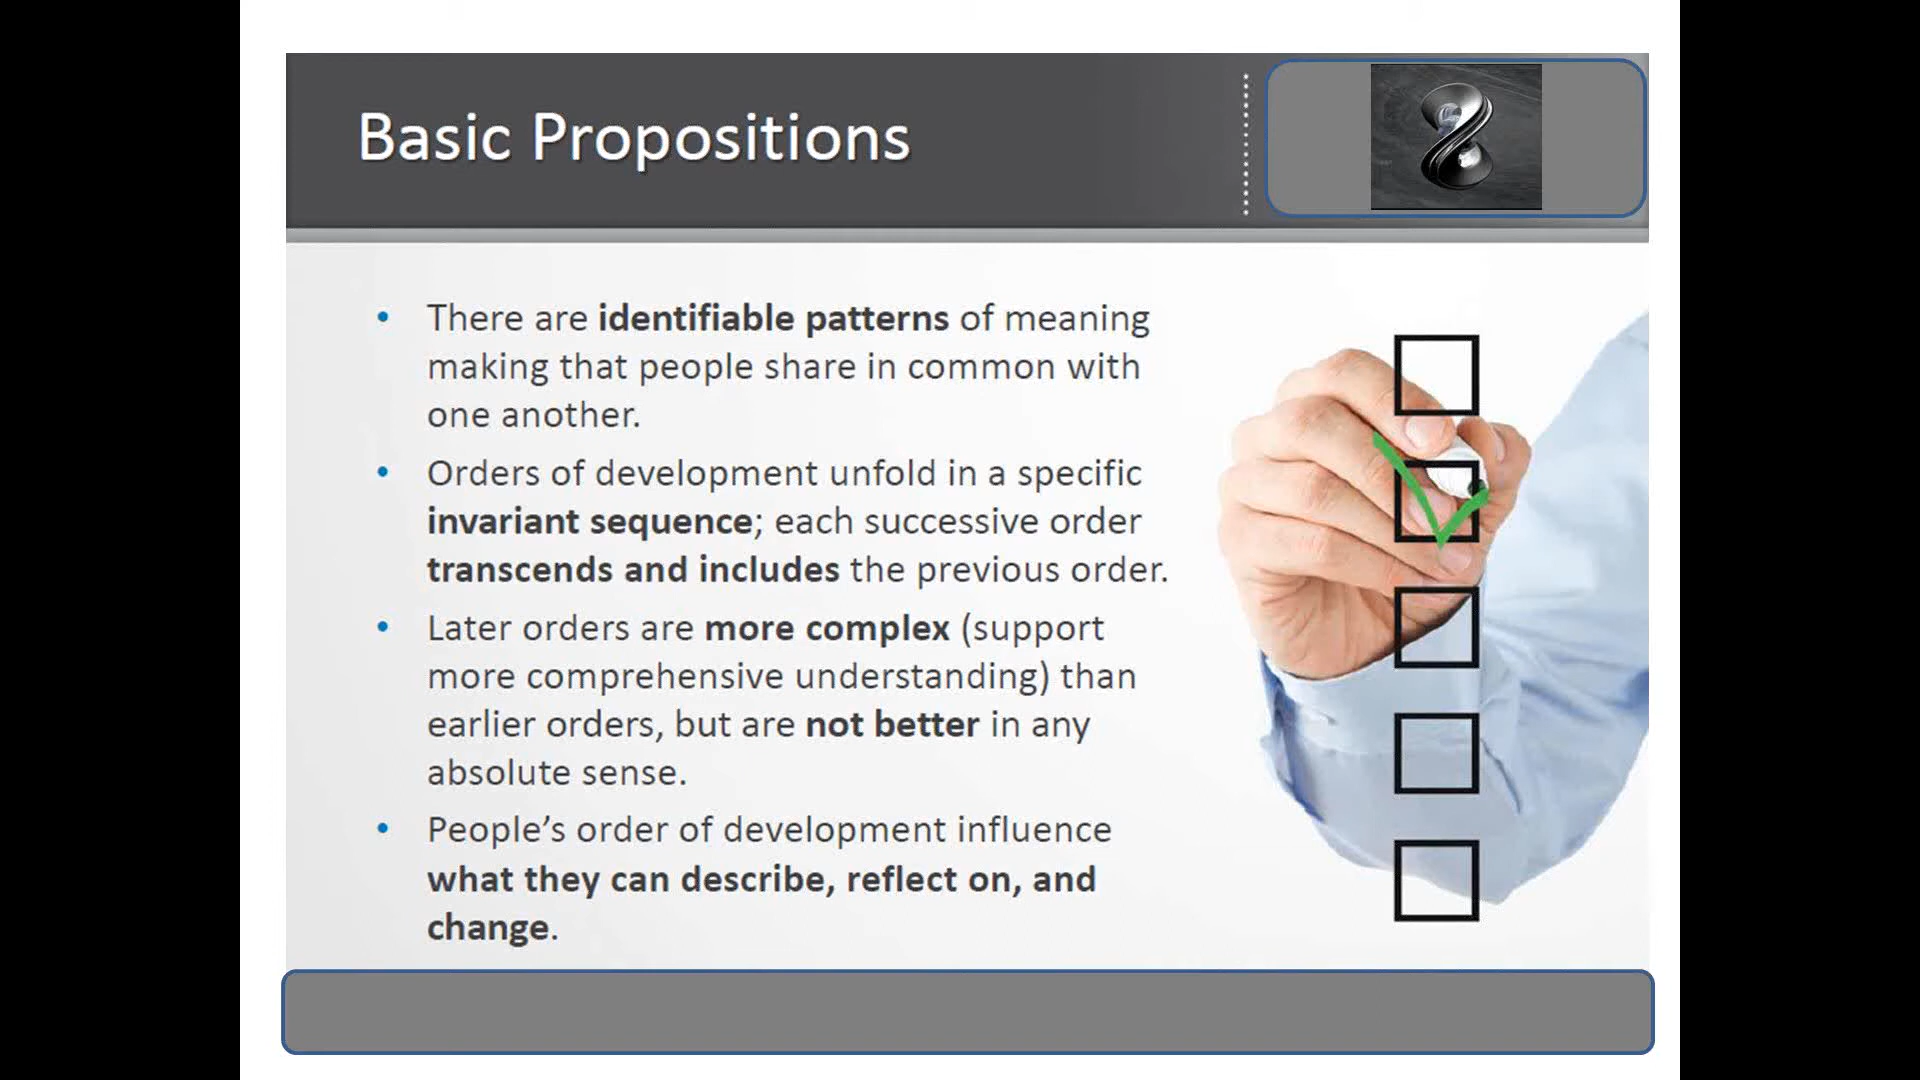 Basic Propositions
• There are identifiable patterns of meaning
making that people share in common with
one another.
• Orders of development unfold in a specific
invariant sequence; each successive order
transcends and includes the previous order.
• Later orders are more complex (support
more comprehensive understanding) than
earlier orders, but are not better in any
absolute sense.
• People’s order of development influence
what they can describe, reflect on, and
change.